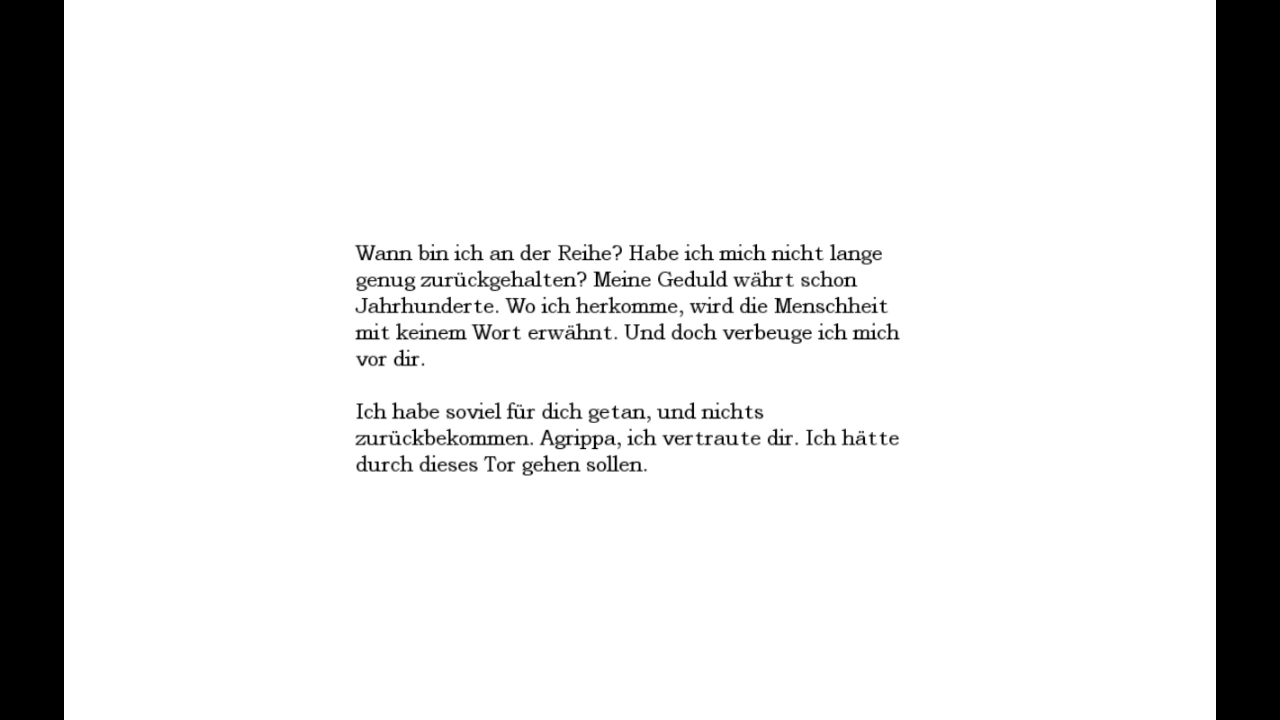 Wann bin ich an der Reihe? Habe ich mich nicht lange
genug zurückgehalten? Meine Geduld währt schon
Jahrhunderte. Wo ich herkomme, wird die Menschheit
mit keinem Wort erwähnt. Und doch verbeuge ich mich
vor dir.
Ich habe soviel für dich getan, und nichts
zurückbekommen. Agrippa, ich vertraute dir. Ich hätte
durch dieses Tor gehen sollen.